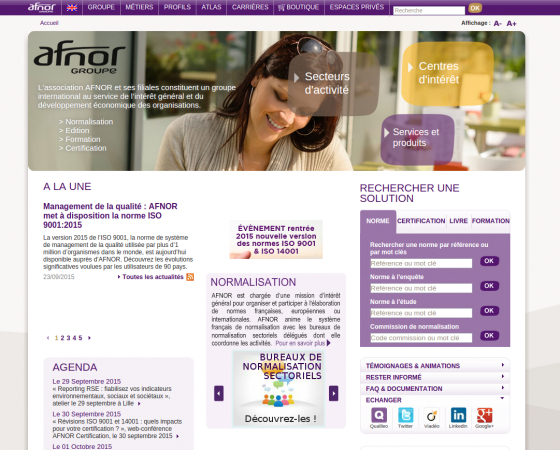 afnor
GROUPE MÉTIERS PROFILS ATLAS CARRIÈRES BOUTIQUE ESPACES PRIVÉS Recherche OK
Accueil
Affichage : A- A+
afnor
GROUPE
L'association AFNOR et ses filiales constituent un groupe
international au service de l'intérêt général et du
développement économique des organisations.
> Normalisation
> Edition
> Formation
> Certification
Secteurs
d'activité
Centres
d'intérêt
Services et
produits
A LA UNE
Management de la qualité : AFNOR
met à disposition la norme ISO
9001:2015
La version 2015 de l'ISO 9001, la norme de système
de management de la qualité utilisée par plus d'1
million d'organismes dans le monde, est aujourd'hui
disponible auprès d'AFNOR. Découvrez les évolutions
significatives voulues par les utilisateurs de 90 pays.
23/09/2015
Toutes les actualités
1 2 3 4 5
AGENDA
Le 29 Septembre 2015
« Reporting RSE : fiabilisez vos indicateurs
environnementaux, sociaux et sociétaux »,
atelier le 29 septembre à Lille
Le 30 Septembre 2015
« Révisions ISO 9001 et 14001 : quels impacts
pour votre certification ? », web-conférence
AFNOR Certification, le 30 septembre 2015
Le 01 Octobre 2015
ÉVÉNEMENT rentrée
2015 nouvelle version
des normes ISO 9001
& ISO 14001
NORMALISATION
AFNOR est chargée d'une mission d'intérêt
général pour organiser et participer à l'élaboration
de normes françaises, européennes ou
internationales. AFNOR anime le système
français de normalisation avec les bureaux de
normalisation sectoriels délégués dont elle
coordonne les activités. Pour en savoir plus
BUREAUX DE
NORMALISATION
SECTORIELS
Découvrez-les !
RECHERCHER UNE
SOLUTION
NORME CERTIFICATION LIVRE FORMATION
Rechercher une norme par référence ou
par mot clés
Référence ou mot clé OK
Norme à l'enquête
Référence ou mot clé OK
Norme à l'étude
Référence ou mot clé OK
Commission de normalisation
Code commission ou mot clé OK
TÉMOIGNAGES & ANIMATIONS
RESTER INFORMÉ
FAQ & DOCUMENTATION
ECHANGER
Qualileo Twitter Viadéo LinkedIn Google+